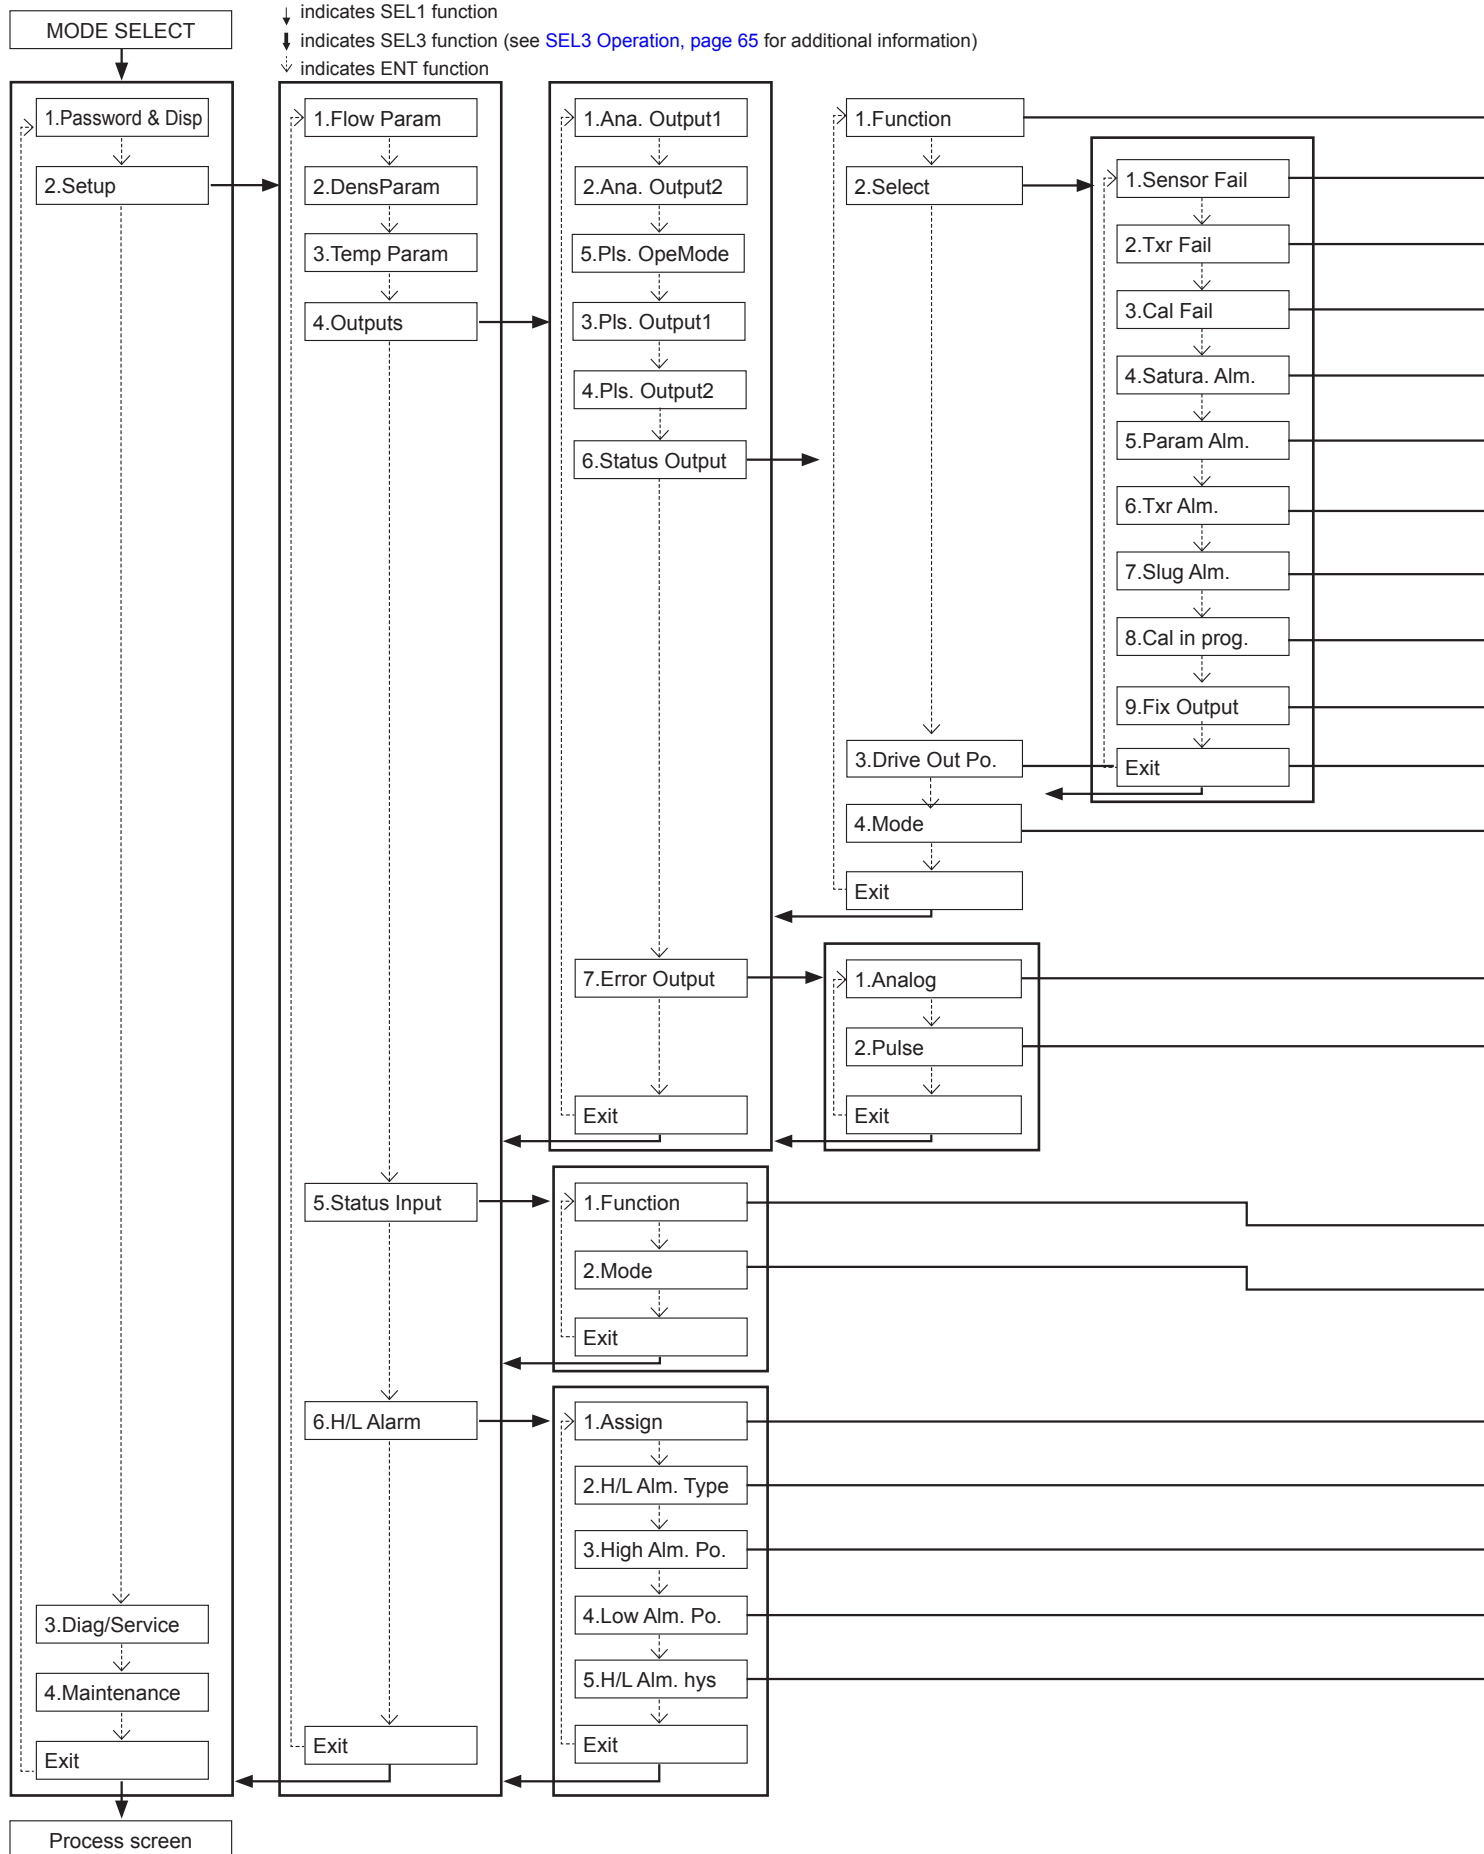 indicates SEL1 function
MODE SELECT
indicates SEL3 function (see SEL3 Operation, page 65 for additional information)
indicates ENT function
1.Password & Disp
2.Setup
3.Diag/Service
4.Maintenance
Exit
Process screen
1.Flow Param
2.DensParam
3.Temp Param
4.Outputs
5.Status Input
6.H/L Alarm
Exit
1.Ana. Output1
2.Ana. Output2
5.Pls. OpeMode
3.Pls. Output1
4.Pls. Output2
6.Status Output
7.Error Output
Exit
1.Function
2.Select
3.Drive Out Po.
4.Mode
Exit
1.Sensor Fail
2.Txr Fail
3.Cal Fail
4.Satura. Alm.
5.Param Alm.
6.Txr Alm.
7.Slug Alm.
8.Cal in prog.
9.Fix Output
Exit
1.Analog
2.Pulse
Exit
1.Function
2.Mode
Exit
1.Assign
2.H/L Alm. Type
3.High Alm. Po.
4.Low Alm. Po.
5.H/L Alm. hys
Exit